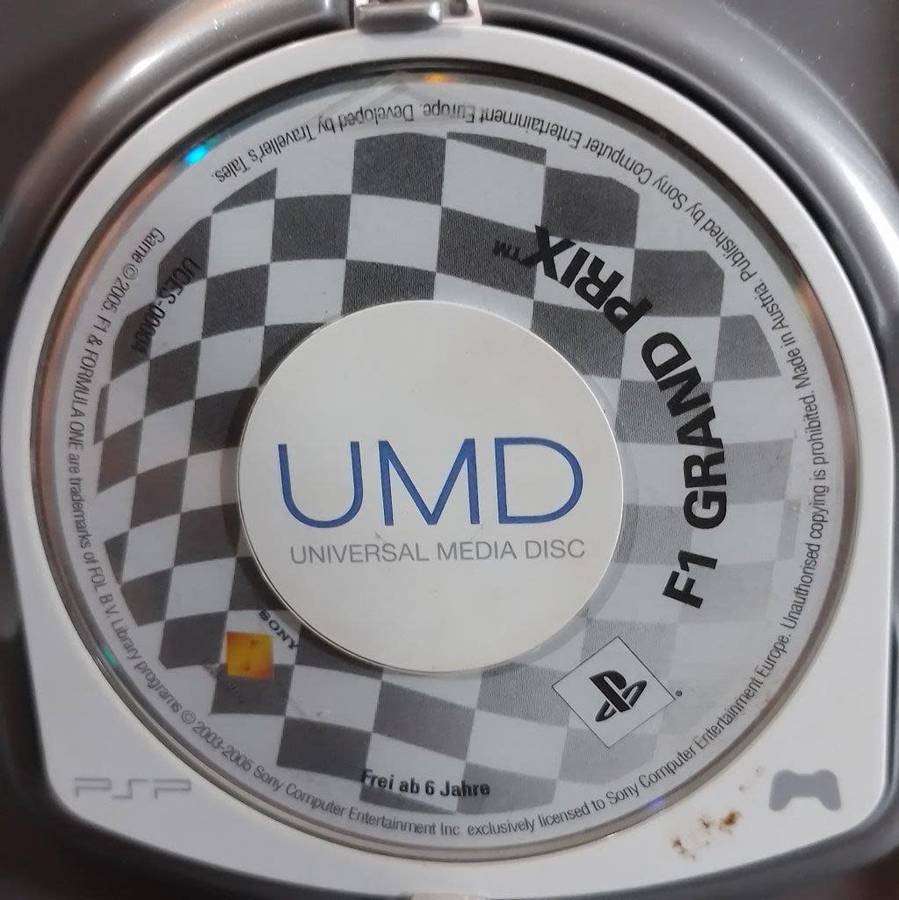 F1 GRAND PRIX™
UMD
UNIVERSAL MEDIA DISC
UCES-00004
SONY
Frei ab 6 Jahre
PSP
Game © 2005. F1 & FORMULA ONE are trademarks of FOL B.V. Library programs © 2003-2005 Sony Computer Entertainment Inc. exclusively licensed to Sony Computer Entertainment Europe. Unauthorised copying is prohibited. Made in Austria. Published by Sony Computer Entertainment Europe. Developed by Traveller's Tales.